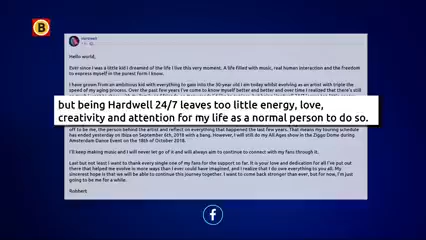 B
Hardwell
Hello world,
Ever since I was a little kid I dreamed of the life I live this very moment. A life filled with music, real human interaction and the freedom
to express myself in the purest form I know.
I have grown from an ambitious kid with everything to gain into the 30-year old I am today whilst evolving as an artist with triple the
speed of my aging process. Over the past few years I've come to know myself better and better and over time I realized that there's still
but being Hardwell 24/7 leaves too little energy, love,
creativity and attention for my life as a normal person to do so.
off to be me, the person behind the artist and reflect on everything that happened the last few years. That means my touring schedule
has ended yesterday on Ibiza on September 6th, 2018 with a bang. However, I will still do my All Ages show in the Ziggo Dome during
Amsterdam Dance Event on the 18th of October 2018.
I'll keep making music and I will never let go of it and will always aim to continue to connect with my fans through it.
Last but not least I want to thank every single one of my fans for the support so far. It is your love and dedication for all I've put out
there that helped me evolve in more ways than I ever could have imagined, and I realize that I do owe everything to you all. My
sincerest hope is that we will be able to continue this journey together. I want to come back stronger than ever, but for now, I'm just
going to be me for a while.
Robbert
f